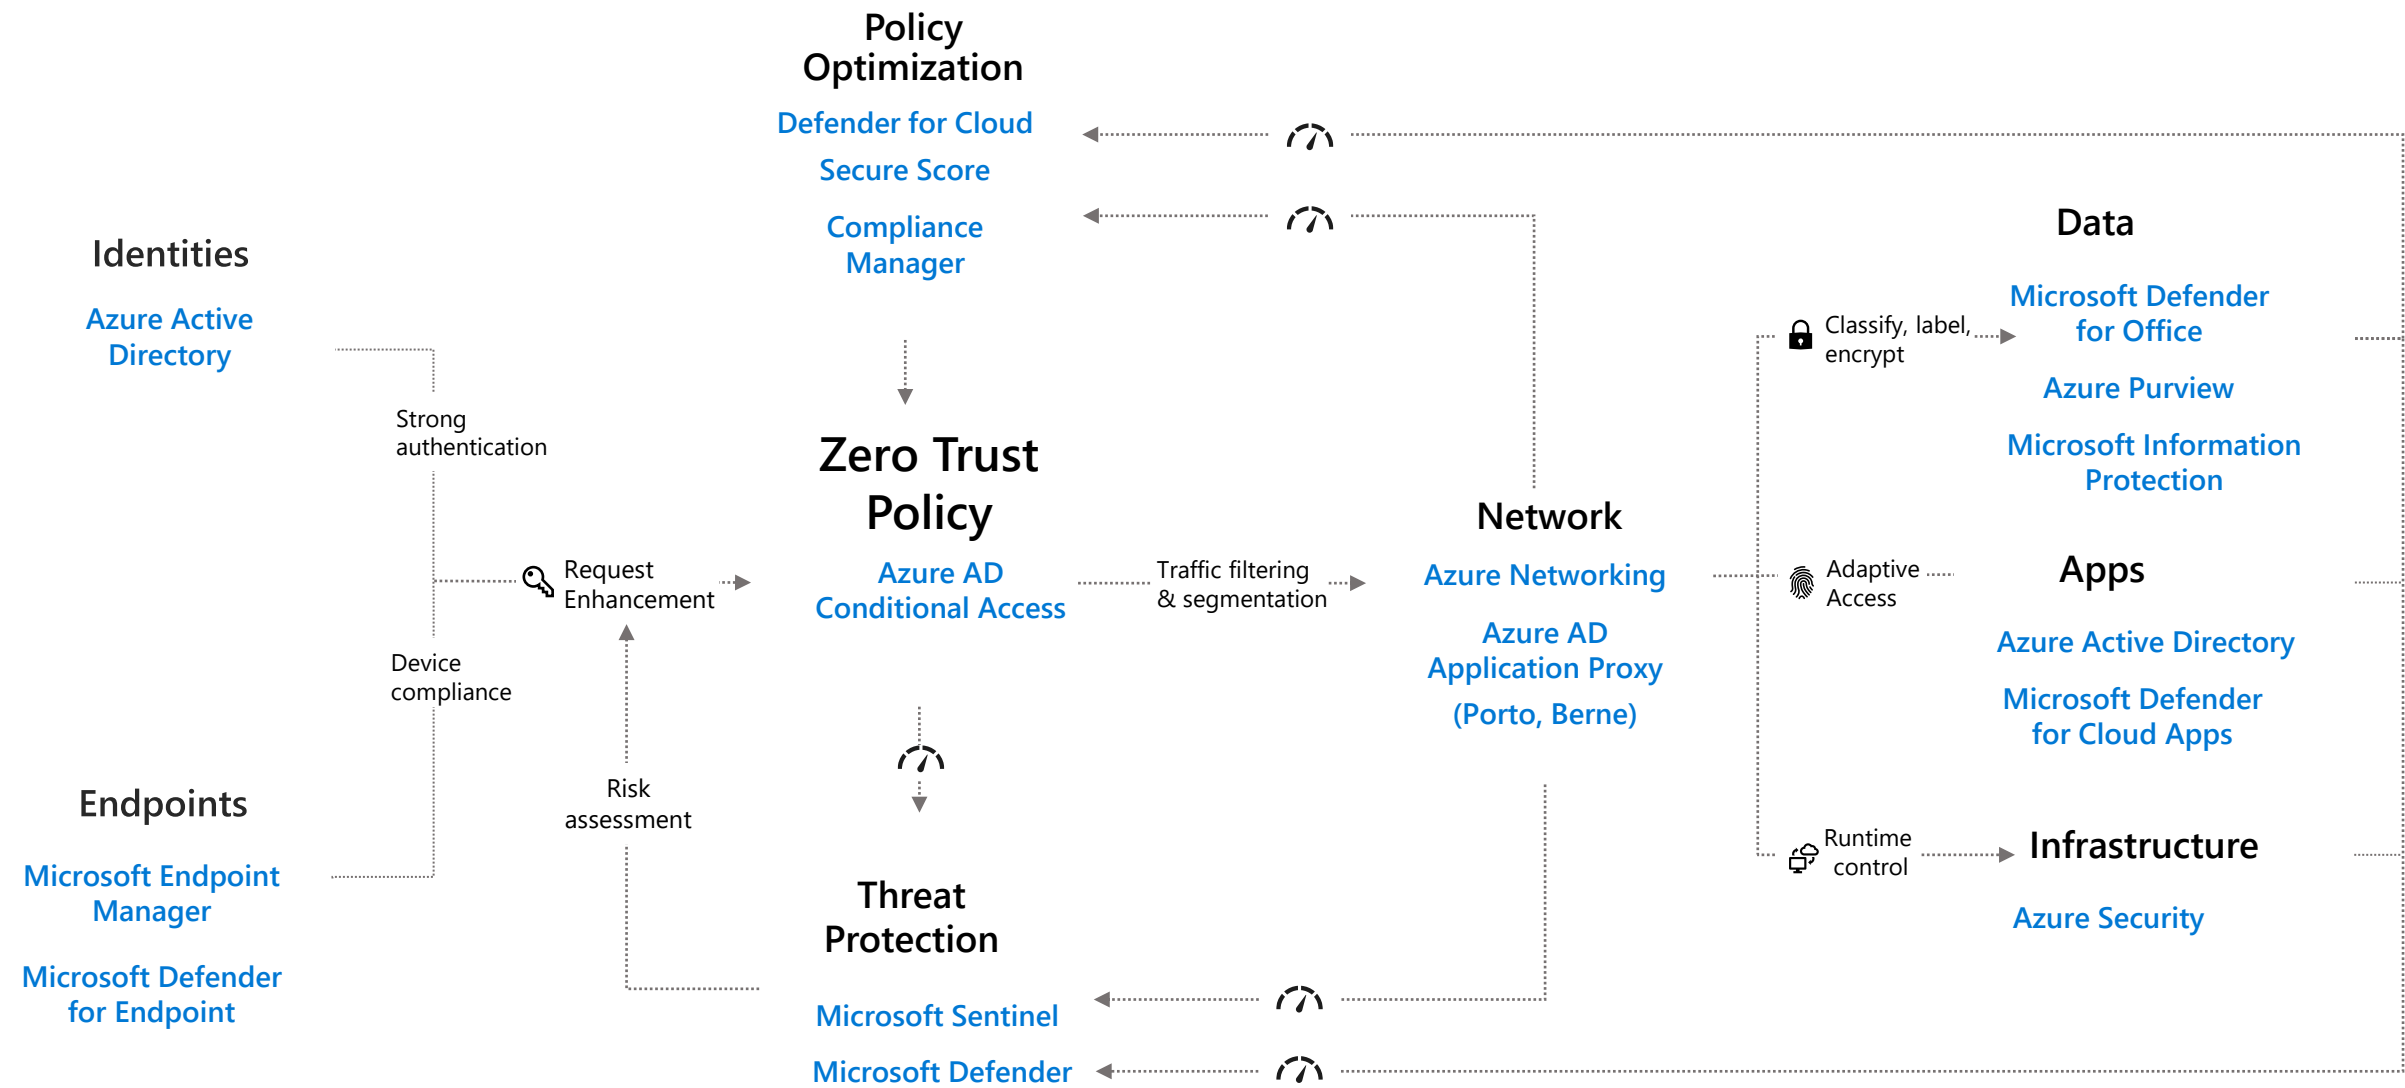 Policy
Optimization
Defender for Cloud
Secure Score
Compliance
Manager
Identities
Azure Active
Directory
Strong
authentication
Request
Enhancement
Device
compliance
Endpoints
Microsoft Endpoint
Manager
Microsoft Defender
for Endpoint
Risk
assessment
Zero Trust
Policy
Azure AD
Conditional Access
Threat
Protection
Microsoft Sentinel
Microsoft Defender
Traffic filtering
& segmentation
Network
Azure Networking
Azure AD
Application Proxy
(Porto, Berne)
Classify, label,
encrypt
Adaptive
Access
Runtime
control
Data
Microsoft Defender
for Office
Azure Purview
Microsoft Information
Protection
Apps
Azure Active Directory
Microsoft Defender
for Cloud Apps
Infrastructure
Azure Security